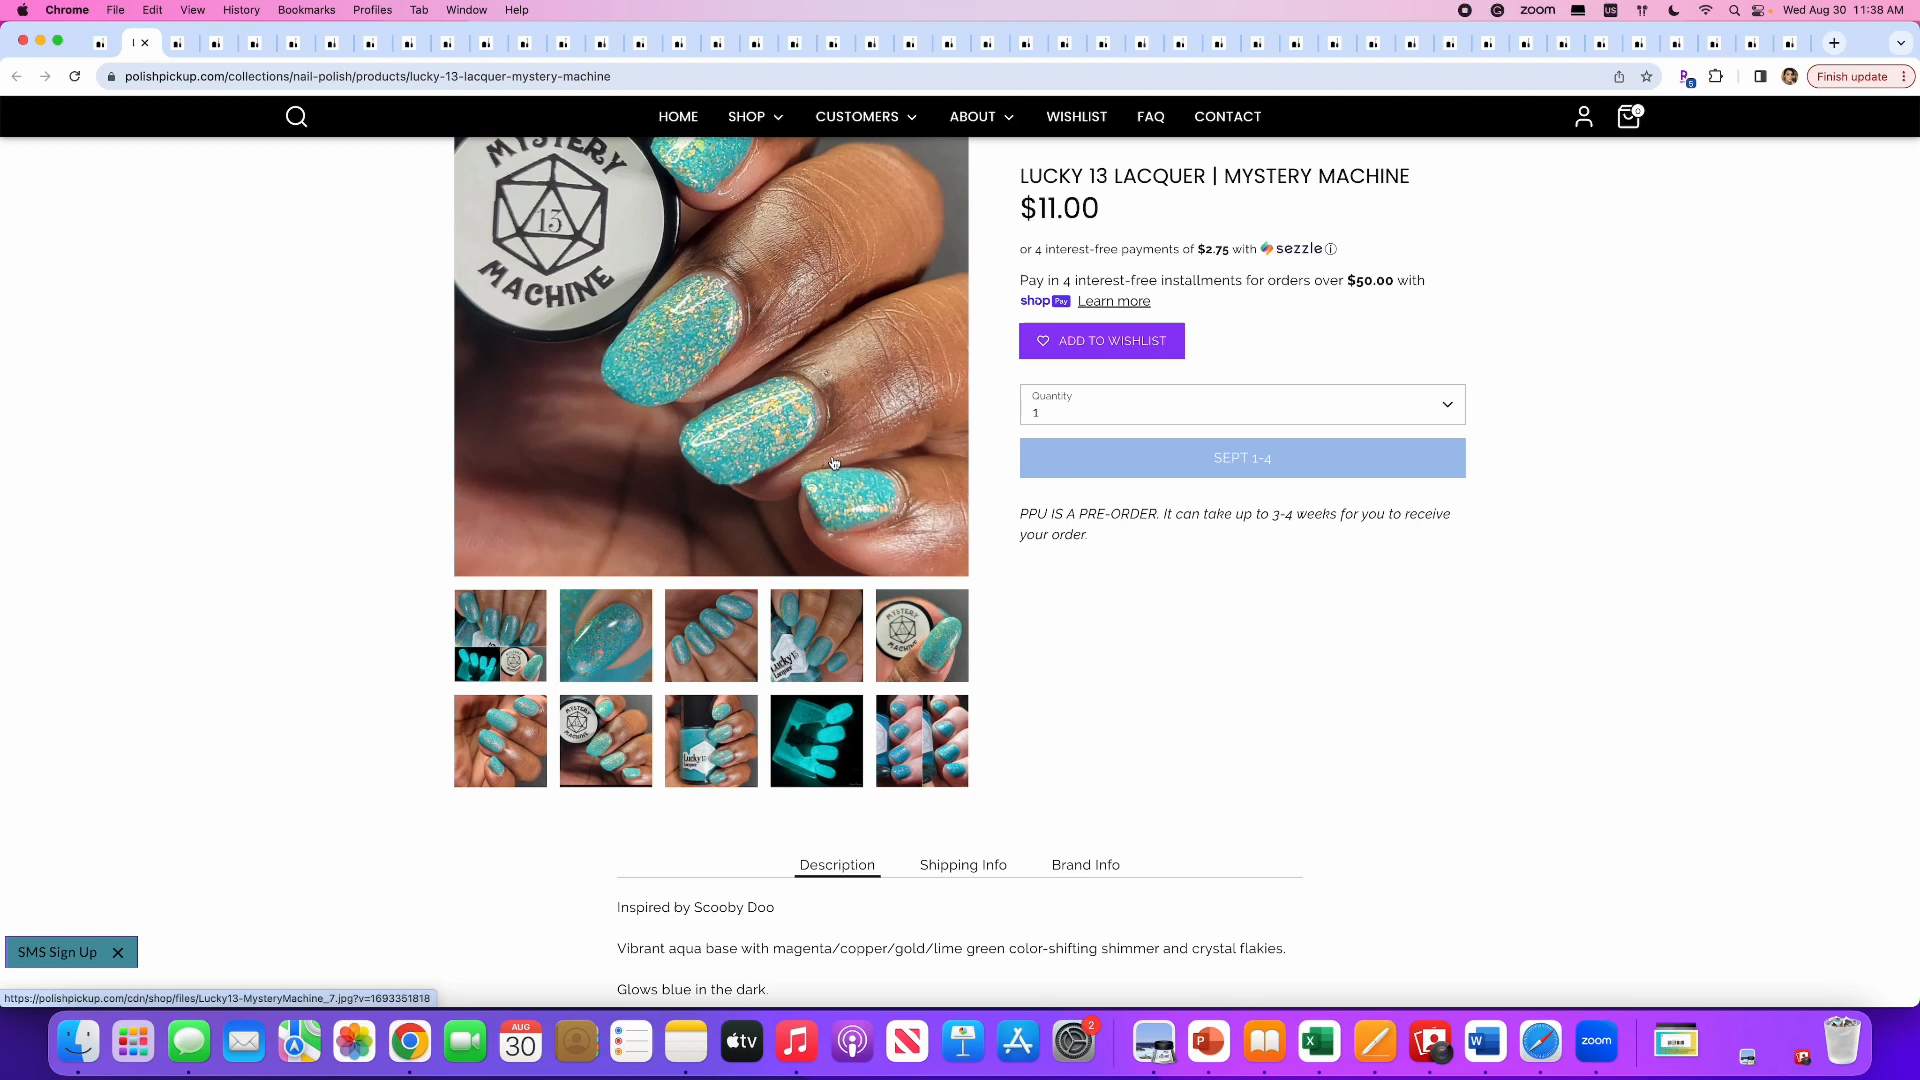 Chrome File Edit View History Bookmarks Profiles Tab Window Help
zoom US Wed Aug 30 11:38 AM
polishpickup.com/collections/nail-polish/products/lucky-13-lacquer-mystery-machine
Finish update
HOME SHOP CUSTOMERS ABOUT WISHLIST FAQ CONTACT
0
MYSTERY
13
MACHINE
LUCKY 13 LACQUER | MYSTERY MACHINE
$11.00
or 4 interest-free payments of $2.75 with sezzle
Pay in 4 interest-free installments for orders over $50.00 with
shop Pay Learn more
ADD TO WISHLIST
Quantity
1
SEPT 1-4
PPU IS A PRE-ORDER. It can take up to 3-4 weeks for you to receive
your order.
Description Shipping Info Brand Info
Inspired by Scooby Doo
Vibrant aqua base with magenta/copper/gold/lime green color-shifting shimmer and crystal flakies.
Glows blue in the dark.
SMS Sign Up
https://polishpickup.com/cdn/shop/files/Lucky13-MysteryMachine_7.jpg?v=1693351818
AUG
30
tv
2
zoom